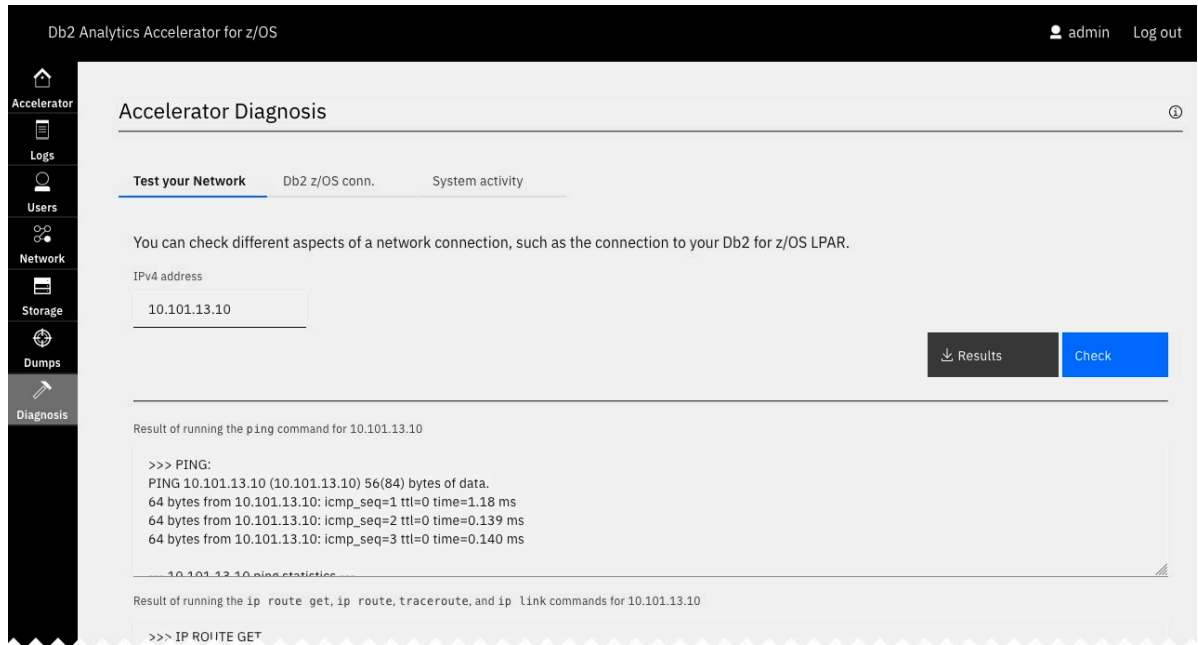 Db2 Analytics Accelerator for z/OS
admin Log out
Accelerator
Logs
Users
Network
Storage
Dumps
Diagnosis
Accelerator Diagnosis
Test your Network Db2 z/OS conn. System activity
You can check different aspects of a network connection, such as the connection to your Db2 for z/OS LPAR.
IPv4 address
10.101.13.10
Results Check
Result of running the ping command for 10.101.13.10
>>> PING:
PING 10.101.13.10 (10.101.13.10) 56(84) bytes of data.
64 bytes from 10.101.13.10: icmp_seq=1 ttl=0 time=1.18 ms
64 bytes from 10.101.13.10: icmp_seq=2 ttl=0 time=0.139 ms
64 bytes from 10.101.13.10: icmp_seq=3 ttl=0 time=0.140 ms
--- 10.101.13.10 ping statistics ---
Result of running the ip route get, ip route, traceroute, and ip link commands for 10.101.13.10
>>> IP ROUTE GET